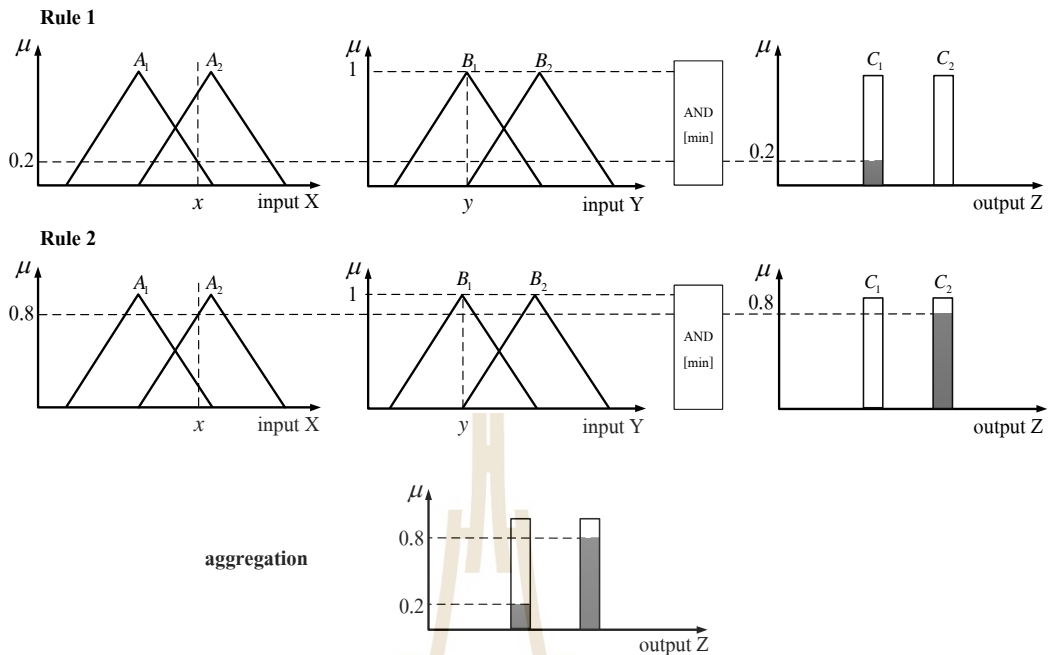 Rule 1
μ A₁ A₂ μ B₁ B₂ μ C₁ C₂
1
AND
[min]
0.2 0.2
x input X y input Y output Z
Rule 2
μ A₁ A₂ μ B₁ B₂ μ C₁ C₂
1
0.8 0.8
AND
[min]
x input X y input Y output Z
μ
0.8
aggregation
0.2
output Z